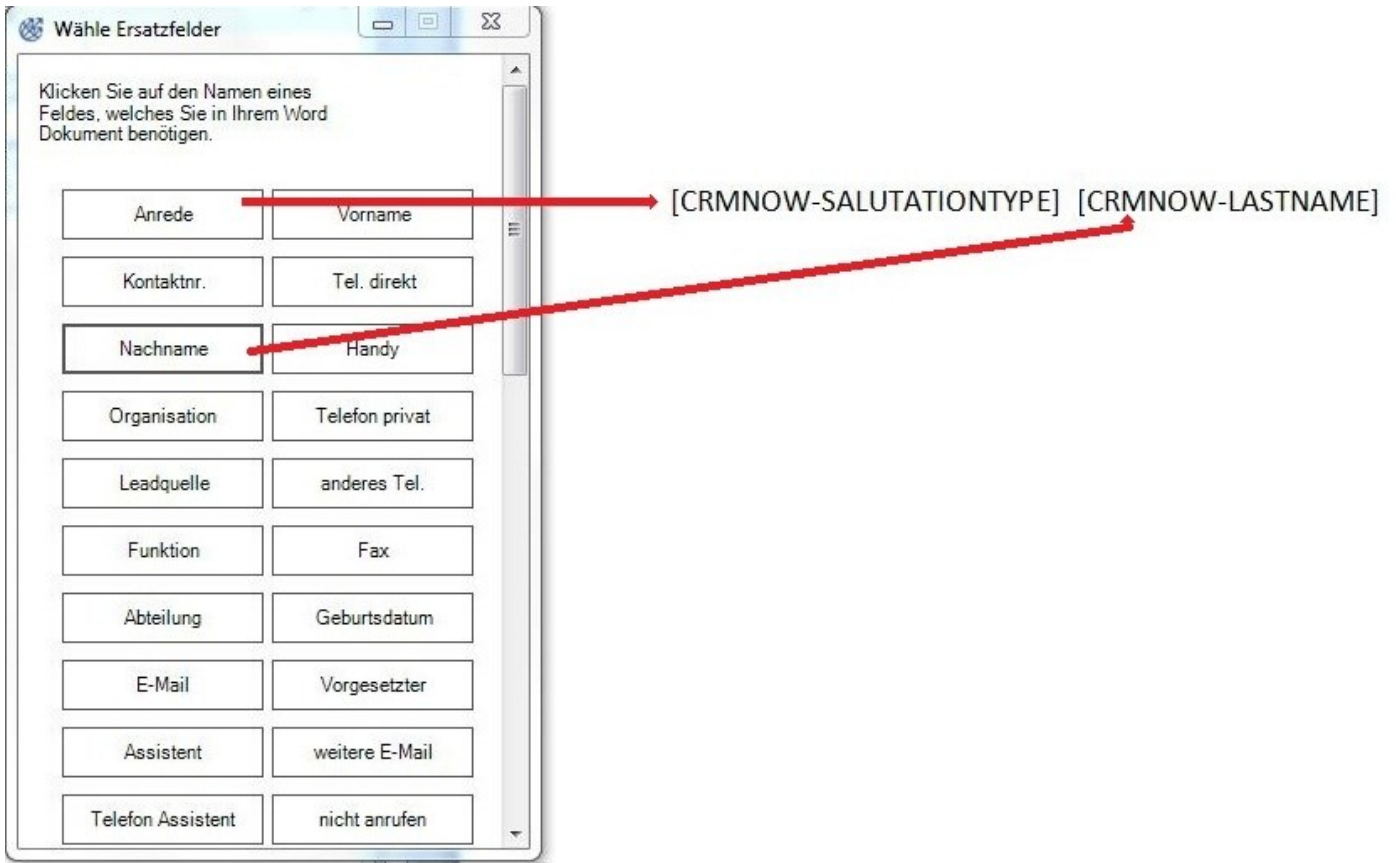 Wähle Ersatzfelder
Klicken Sie auf den Namen eines
Feldes, welches Sie in Ihrem Word
Dokument benötigen.
Anrede Vorname
[CRMNOW-SALUTATIONTYPE] [CRMNOW-LASTNAME]
Kontaktnr. Tel. direkt
Nachname Handy
Organisation Telefon privat
Leadquelle anderes Tel.
Funktion Fax
Abteilung Geburtsdatum
E-Mail Vorgesetzter
Assistent weitere E-Mail
Telefon Assistent nicht anrufen